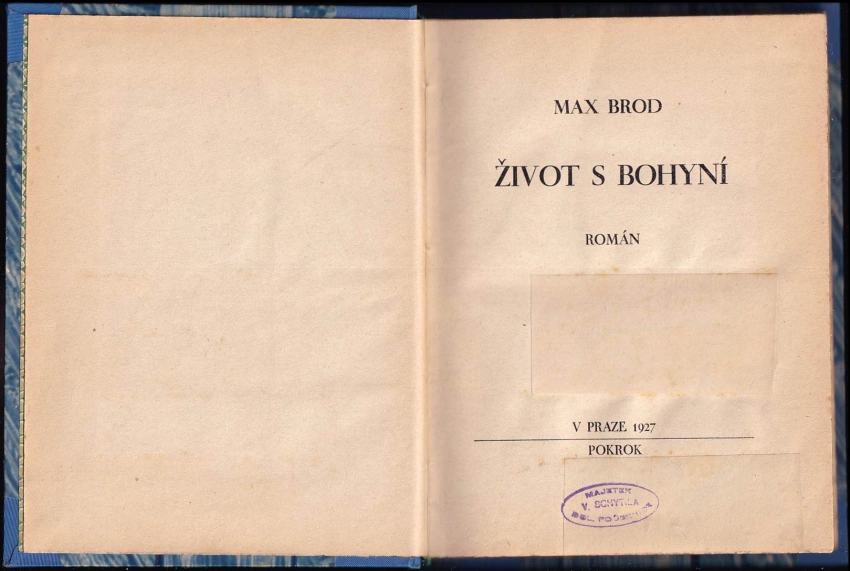 MAX BROD
ŽIVOT S BOHYNÍ
ROMÁN
V PRAZE 1927
POKROK
MAJETEK